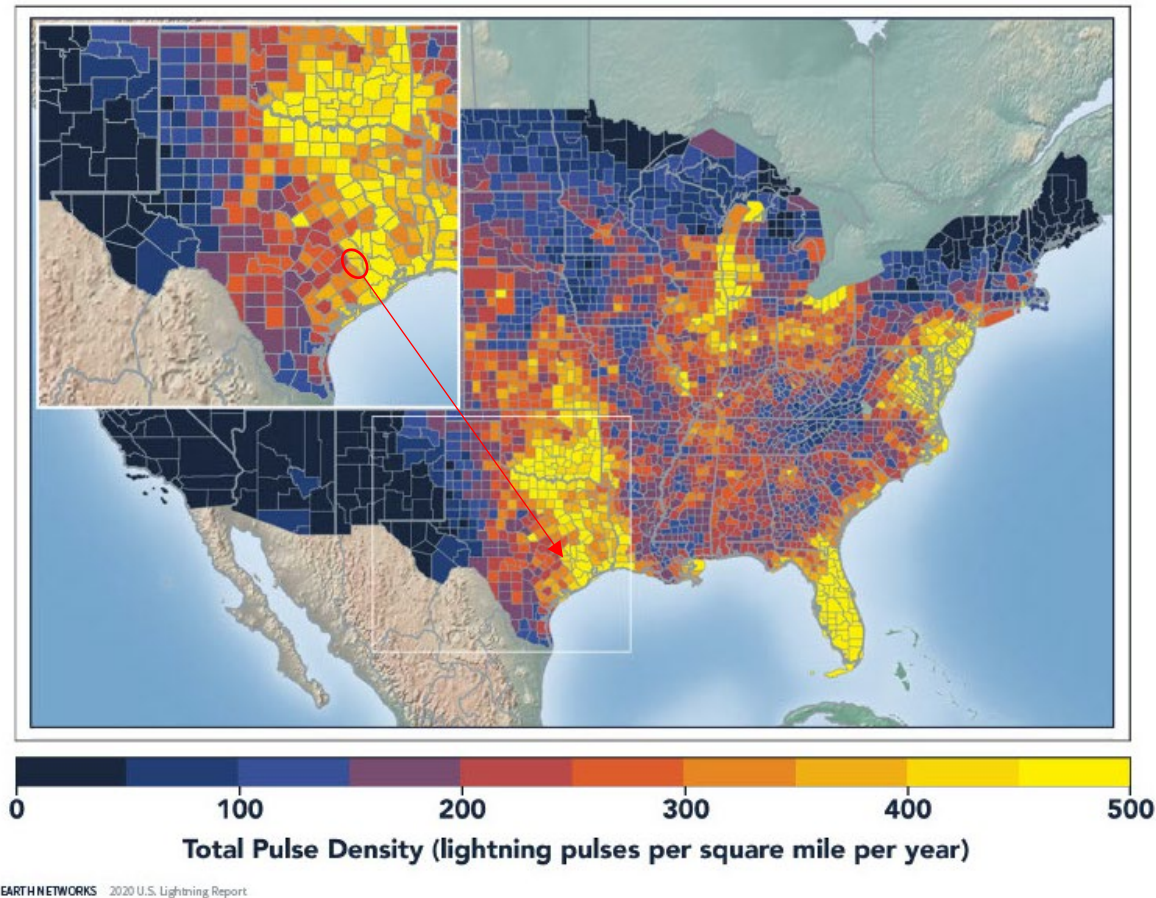 0 100 200 300 400 500
Total Pulse Density (lightning pulses per square mile per year)
EARTH NETWORKS 2020 U.S. Lightning Report